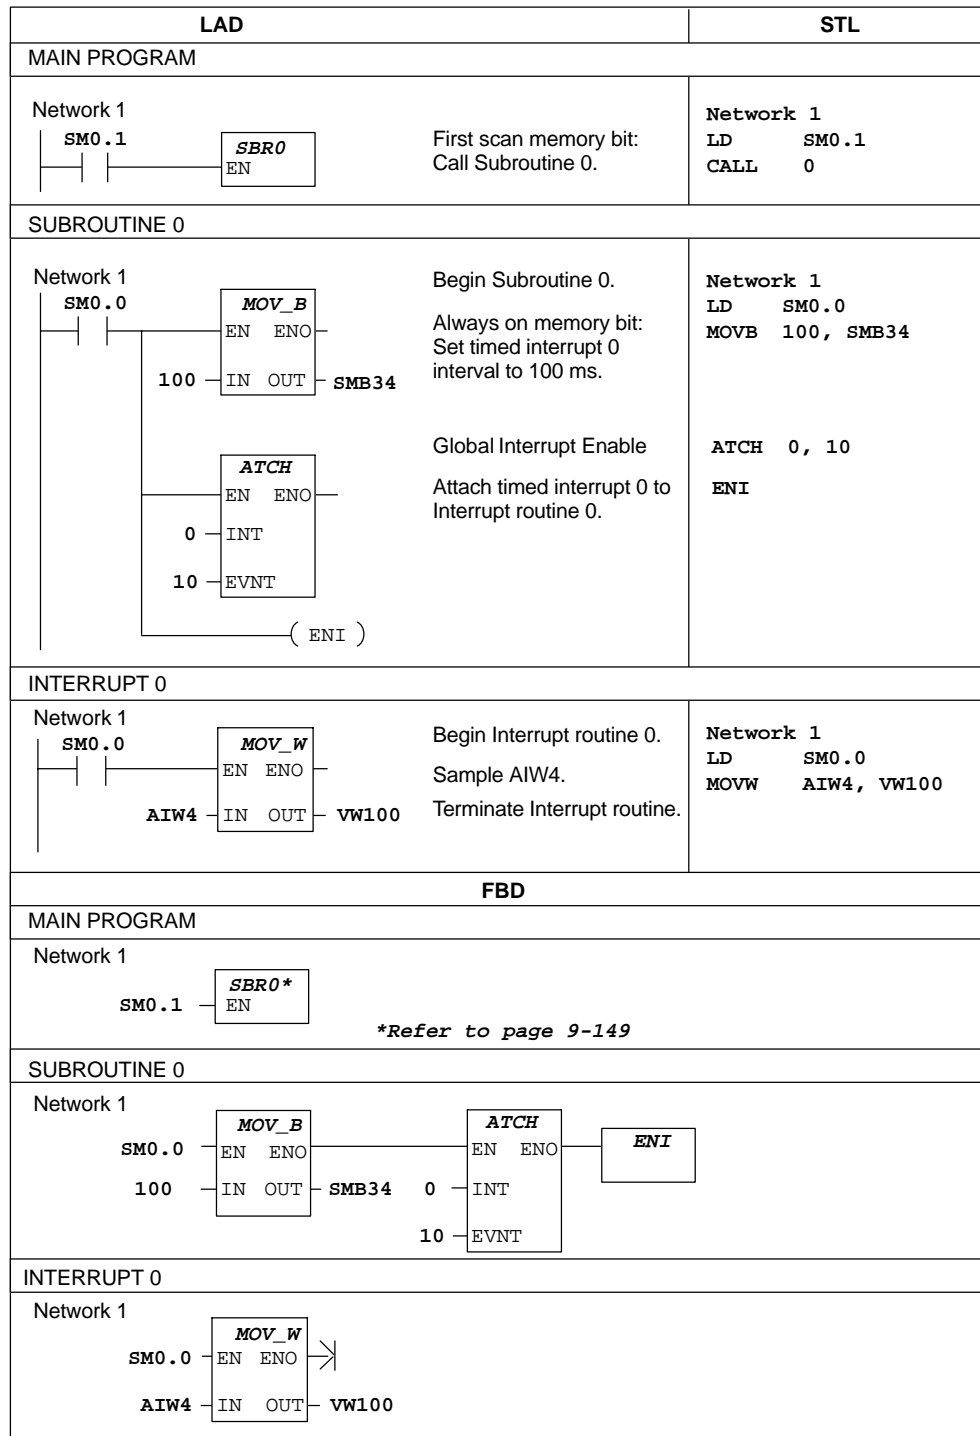 LAD STL
MAIN PROGRAM
Network 1
SM0.1
SBR0
EN
First scan memory bit:
Call Subroutine 0.
Network 1
LD SM0.1
CALL 0
SUBROUTINE 0
Network 1
SM0.0
MOV_B
EN ENO
100 IN OUT SMB34
ATCH
EN ENO
0 INT
10 EVNT
( ENI )
Begin Subroutine 0.
Always on memory bit:
Set timed interrupt 0
interval to 100 ms.
Global Interrupt Enable
Attach timed interrupt 0 to
Interrupt routine 0.
Network 1
LD SM0.0
MOVB 100, SMB34
ATCH 0, 10
ENI
INTERRUPT 0
Network 1
SM0.0
MOV_W
EN ENO
AIW4 IN OUT VW100
Begin Interrupt routine 0.
Sample AIW4.
Terminate Interrupt routine.
Network 1
LD SM0.0
MOVW AIW4, VW100
FBD
MAIN PROGRAM
Network 1
SBR0*
SM0.1 EN
*Refer to page 9-149
SUBROUTINE 0
Network 1
MOV_B ATCH
SM0.0 EN ENO EN ENO ENI
100 IN OUT SMB34 0 INT
10 EVNT
INTERRUPT 0
Network 1
MOV_W
SM0.0 EN ENO
AIW4 IN OUT VW100